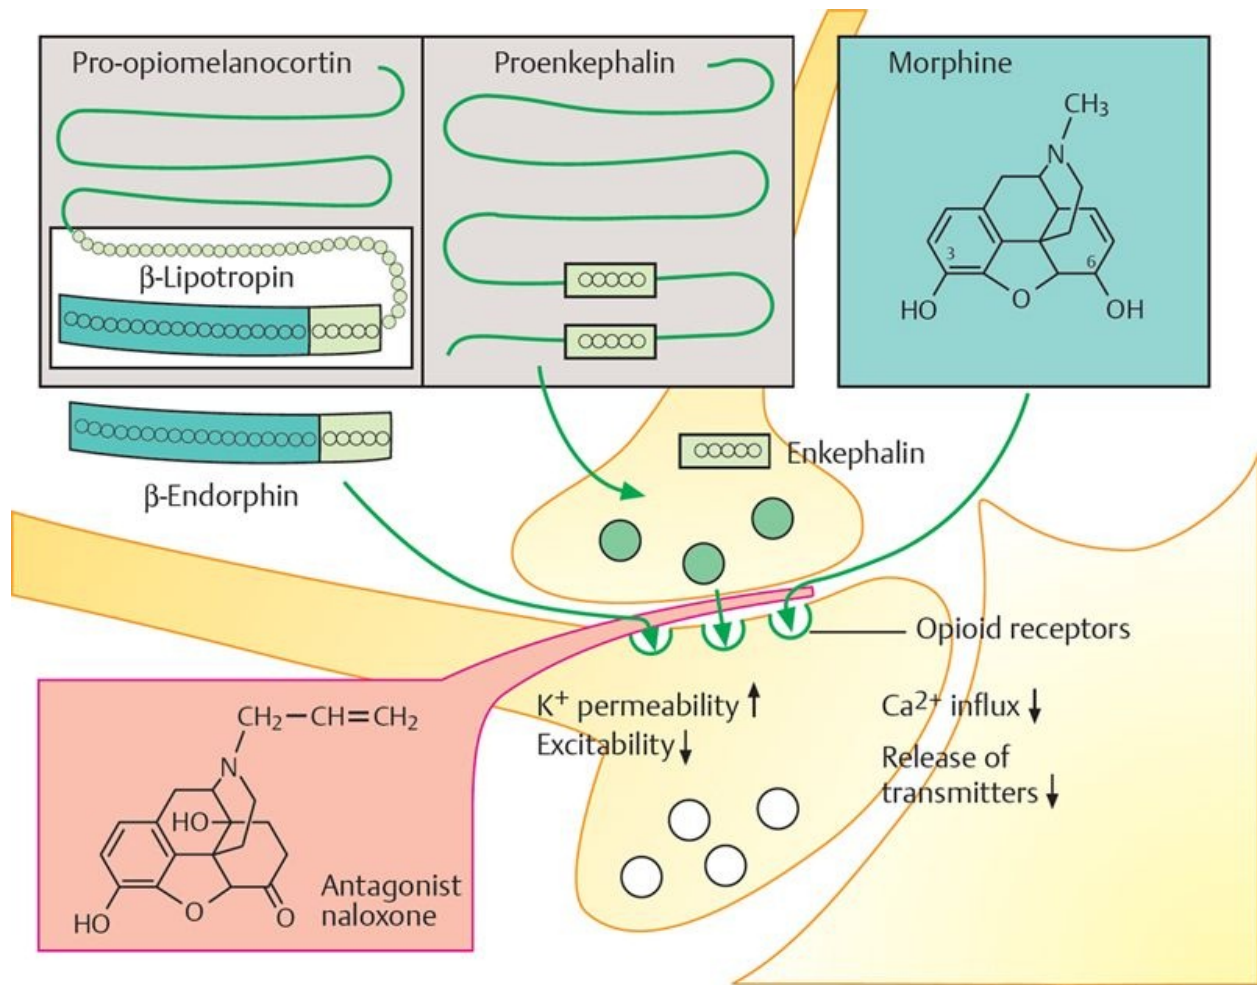 Pro-opiomelanocortin
β-Lipotropin
β-Endorphin
Proenkephalin
Enkephalin
Morphine
CH₃
N
3
6
HO
O
OH
Opioid receptors
K⁺ permeability ↑
Excitability ↓
Ca²⁺ influx ↓
Release of
transmitters ↓
CH₂−CH=CH₂
N
HO
HO
O
O
Antagonist
naloxone